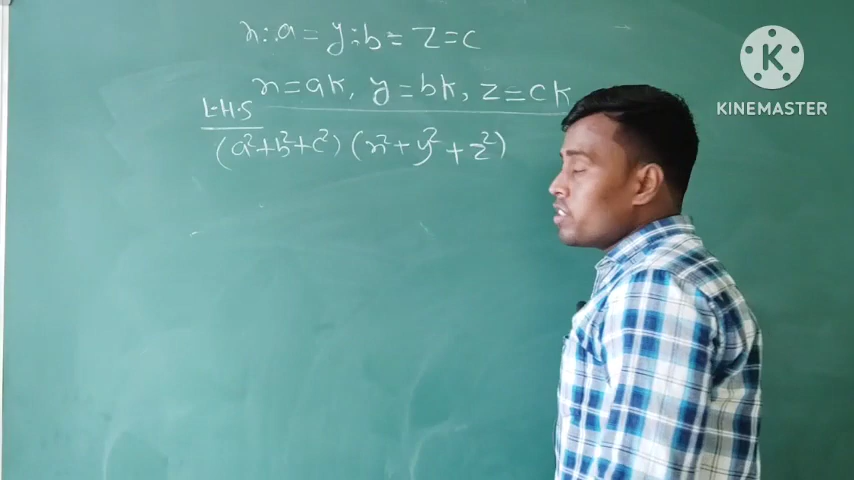 x : a = y : b = z = c
x = ak, y = bk, z = ck
L.H.S
(a²+b²+c²) (x²+y²+z²)
K
KINEMASTER